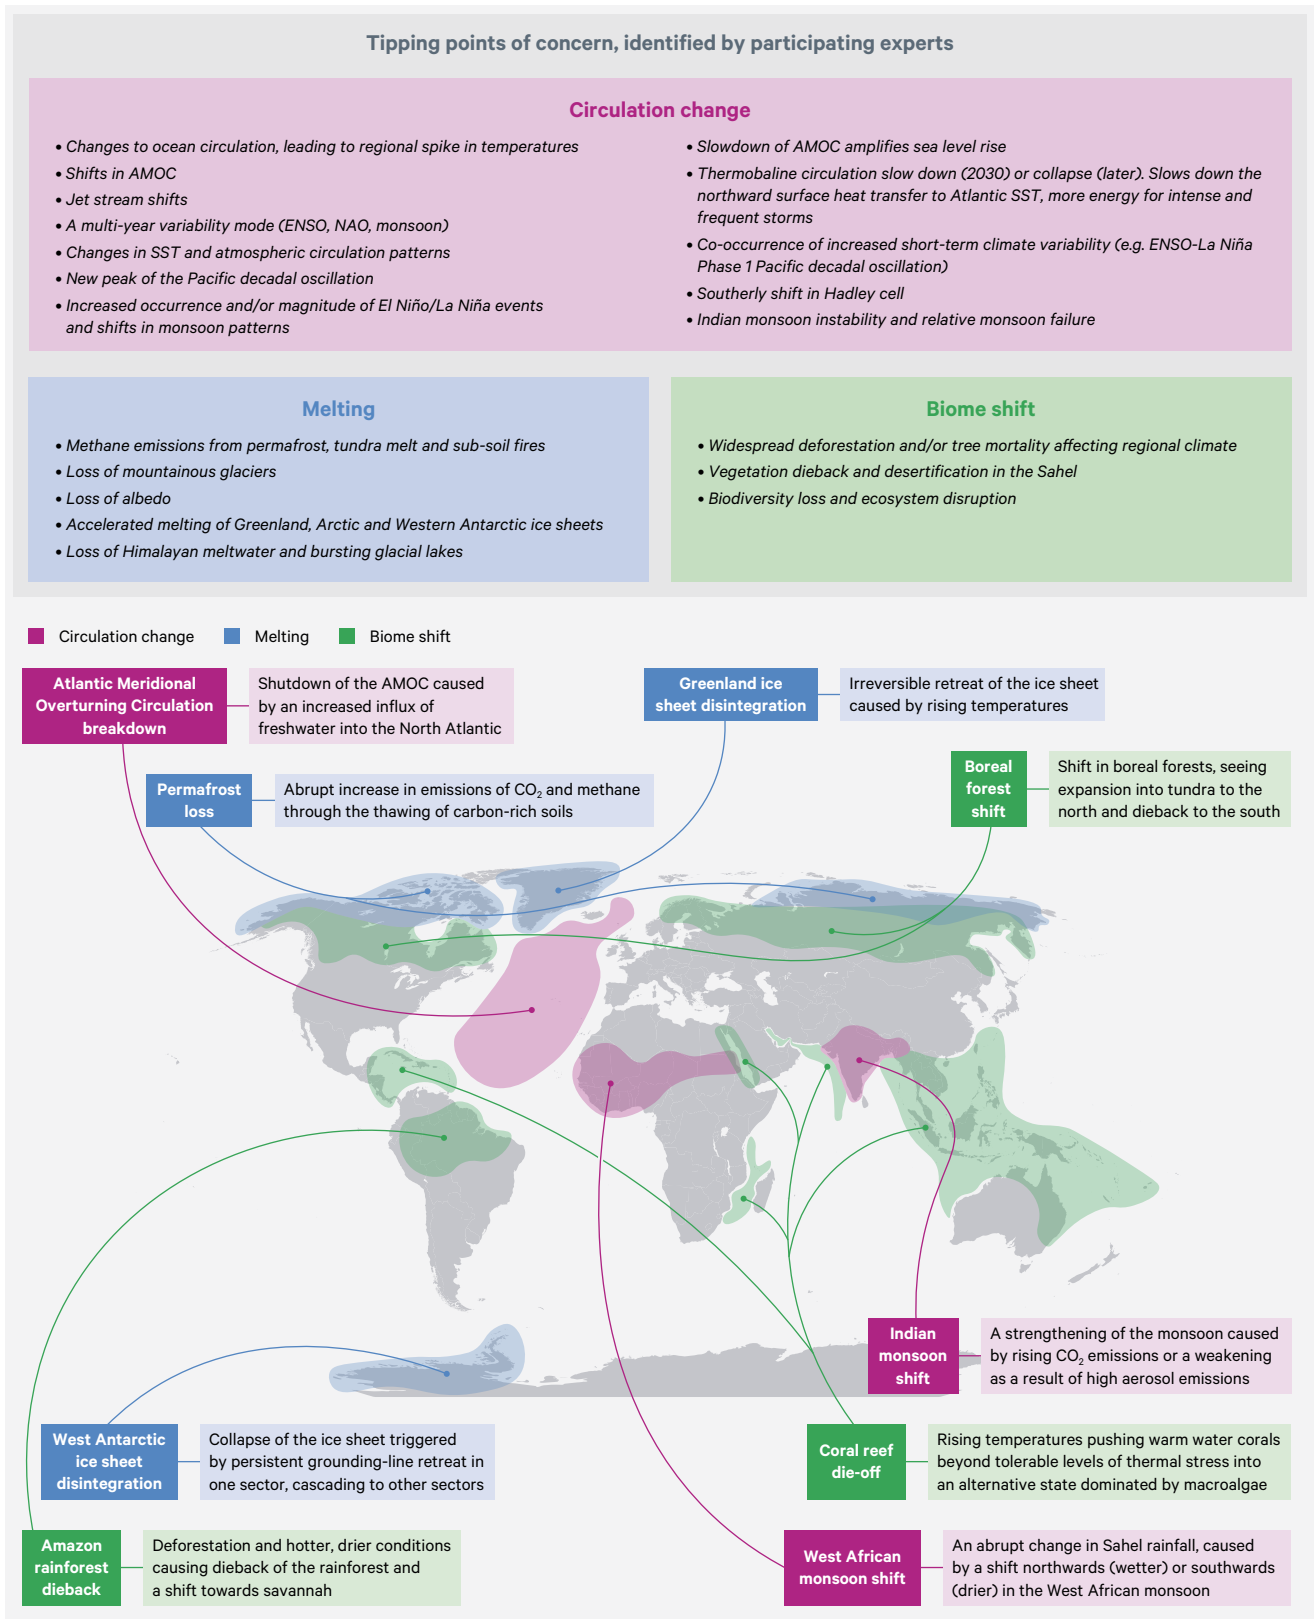 Tipping points of concern, identified by participating experts
Circulation change
• Changes to ocean circulation, leading to regional spike in temperatures
• Shifts in AMOC
• Jet stream shifts
• A multi-year variability mode (ENSO, NAO, monsoon)
• Changes in SST and atmospheric circulation patterns
• New peak of the Pacific decadal oscillation
• Increased occurrence and/or magnitude of El Niño/La Niña events
and shifts in monsoon patterns
• Slowdown of AMOC amplifies sea level rise
• Thermobaline circulation slow down (2030) or collapse (later). Slows down the
northward surface heat transfer to Atlantic SST, more energy for intense and
frequent storms
• Co-occurrence of increased short-term climate variability (e.g. ENSO-La Niña
Phase 1 Pacific decadal oscillation)
• Southerly shift in Hadley cell
• Indian monsoon instability and relative monsoon failure
Melting
• Methane emissions from permafrost, tundra melt and sub-soil fires
• Loss of mountainous glaciers
• Loss of albedo
• Accelerated melting of Greenland, Arctic and Western Antarctic ice sheets
• Loss of Himalayan meltwater and bursting glacial lakes
Biome shift
• Widespread deforestation and/or tree mortality affecting regional climate
• Vegetation dieback and desertification in the Sahel
• Biodiversity loss and ecosystem disruption
Circulation change
Melting
Biome shift
Atlantic Meridional
Overturning Circulation
breakdown
Shutdown of the AMOC caused
by an increased influx of
freshwater into the North Atlantic
Greenland ice
sheet disintegration
Irreversible retreat of the ice sheet
caused by rising temperatures
Permafrost
loss
Abrupt increase in emissions of CO₂ and methane
through the thawing of carbon-rich soils
Boreal
forest
shift
Shift in boreal forests, seeing
expansion into tundra to the
north and dieback to the south
Indian
monsoon
shift
A strengthening of the monsoon caused
by rising CO₂ emissions or a weakening
as a result of high aerosol emissions
West Antarctic
ice sheet
disintegration
Collapse of the ice sheet triggered
by persistent grounding-line retreat in
one sector, cascading to other sectors
Coral reef
die-off
Rising temperatures pushing warm water corals
beyond tolerable levels of thermal stress into
an alternative state dominated by macroalgae
Amazon
rainforest
dieback
Deforestation and hotter, drier conditions
causing dieback of the rainforest and
a shift towards savannah
West African
monsoon shift
An abrupt change in Sahel rainfall, caused
by a shift northwards (wetter) or southwards
(drier) in the West African monsoon